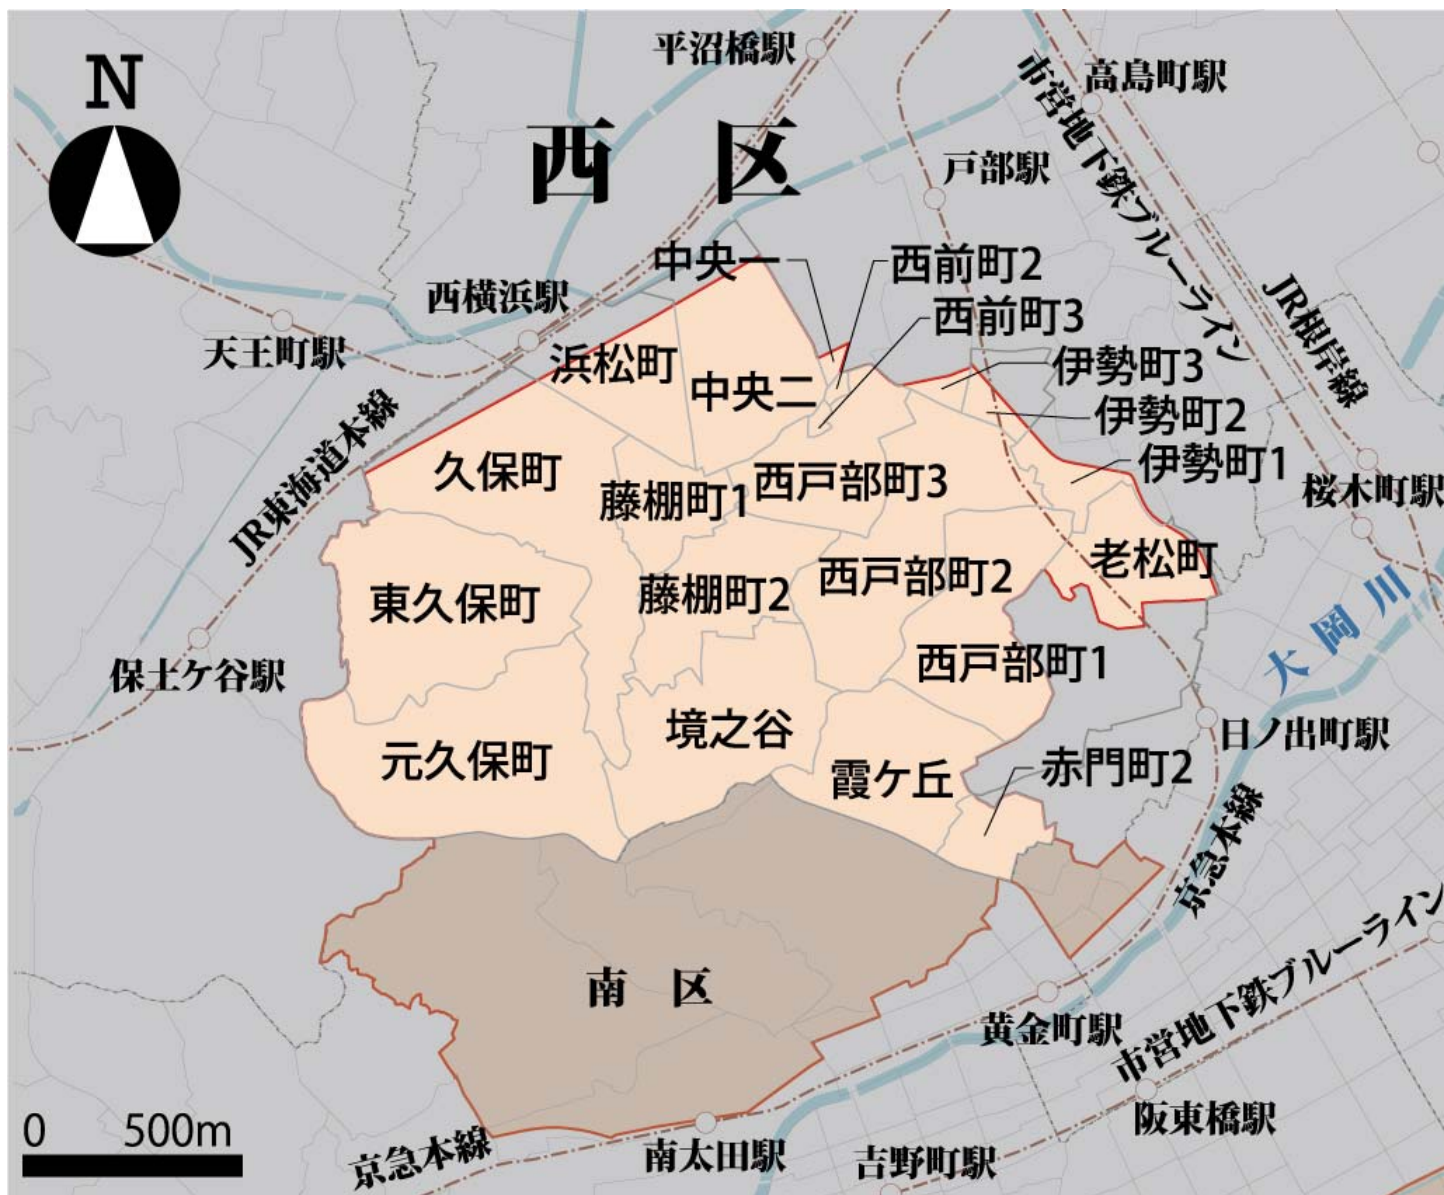 N
平沼橋駅
高島町駅
西 区
市営地下鉄ブルーライン
戸部駅
中央一
西前町2
西前町3
JR根岸線
西横浜駅
天王町駅
浜松町
中央二
伊勢町3
伊勢町2
伊勢町1
JR東海道本線
久保町
藤棚町1
西戸部町3
桜木町駅
老松町
東久保町
藤棚町2
西戸部町2
大岡川
保土ケ谷駅
西戸部町1
元久保町
境之谷
霞ケ丘
赤門町2
日ノ出町駅
京急本線
南 区
黄金町駅
市営地下鉄ブルーライン
0 500m
京急本線
南太田駅
吉野町駅
阪東橋駅